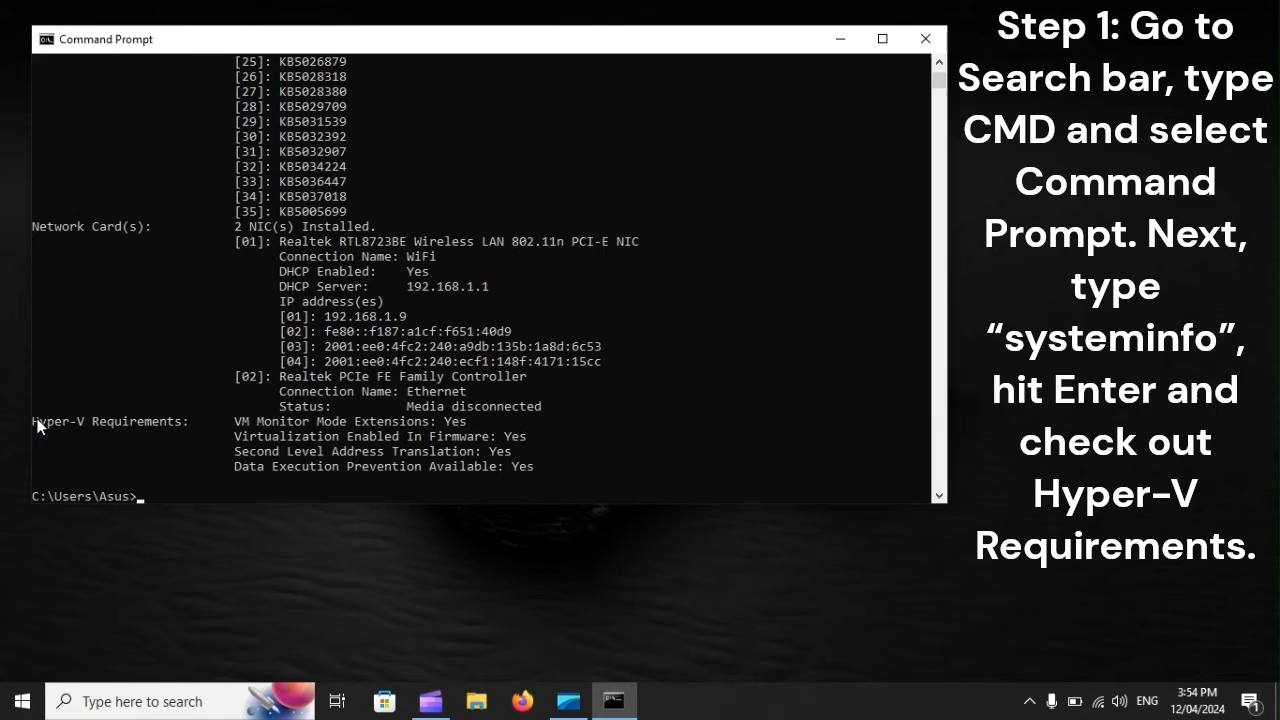 Command Prompt
[25]: KB5026879
[26]: KB5028318
[27]: KB5028380
[28]: KB5029709
[29]: KB5031539
[30]: KB5032392
[31]: KB5032907
[32]: KB5034224
[33]: KB5036447
[34]: KB5037018
[35]: KB5005699
Network Card(s): 2 NIC(s) Installed.
[01]: Realtek RTL8723BE Wireless LAN 802.11n PCI-E NIC
Connection Name: WiFi
DHCP Enabled: Yes
DHCP Server: 192.168.1.1
IP address(es)
[01]: 192.168.1.9
[02]: fe80::f187:a1cf:f651:40d9
[03]: 2001:ee0:4fc2:240:a9db:135b:1a8d:6c53
[04]: 2001:ee0:4fc2:240:ecf1:148f:4171:15cc
[02]: Realtek PCIe FE Family Controller
Connection Name: Ethernet
Status: Media disconnected
Hyper-V Requirements: VM Monitor Mode Extensions: Yes
Virtualization Enabled In Firmware: Yes
Second Level Address Translation: Yes
Data Execution Prevention Available: Yes
C:\Users\Asus>
Step 1: Go to
Search bar, type
CMD and select
Command
Prompt. Next,
type
“systeminfo”,
hit Enter and
check out
Hyper-V
Requirements.
Type here to search
ENG
3:54 PM
12/04/2024
1